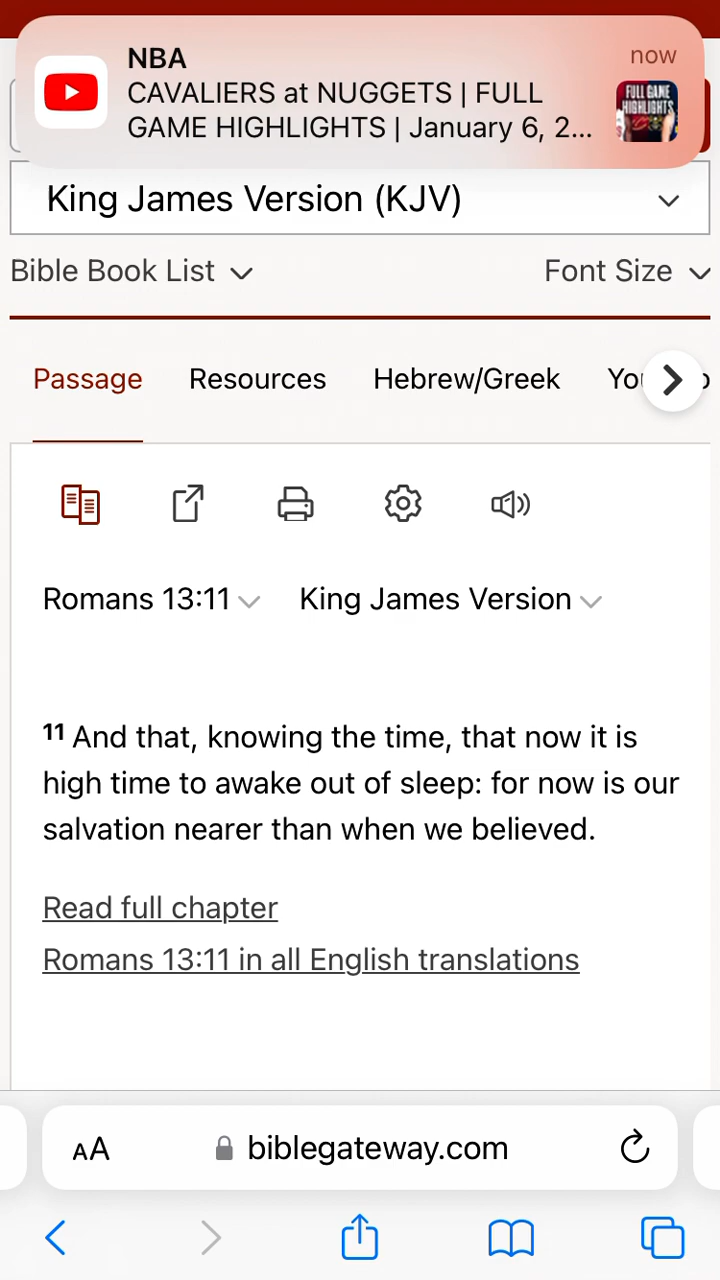 NBA
now
CAVALIERS at NUGGETS | FULL
GAME HIGHLIGHTS | January 6, 2...
FULL GAME
HIGHLIGHTS
King James Version (KJV)
Bible Book List
Font Size
Passage
Resources
Hebrew/Greek
Romans 13:11
King James Version
11 And that, knowing the time, that now it is
high time to awake out of sleep: for now is our
salvation nearer than when we believed.
Read full chapter
Romans 13:11 in all English translations
AA
biblegateway.com